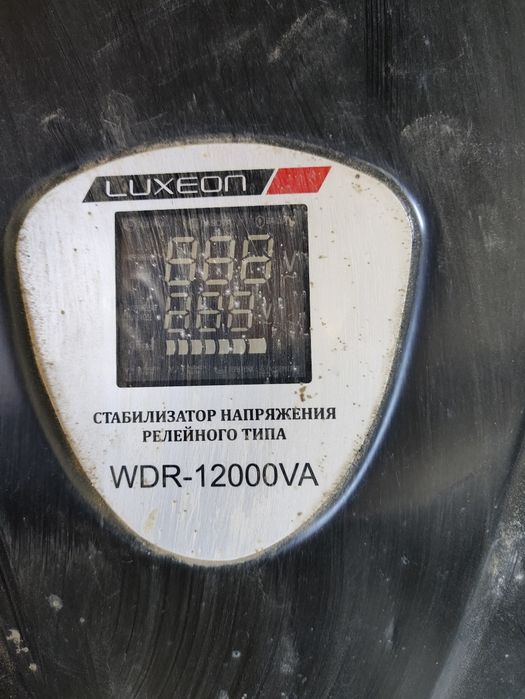 LUXEON
V
V
СТАБИЛИЗАТОР НАПРЯЖЕНИЯ
РЕЛЕЙНОГО ТИПА
WDR-12000VA